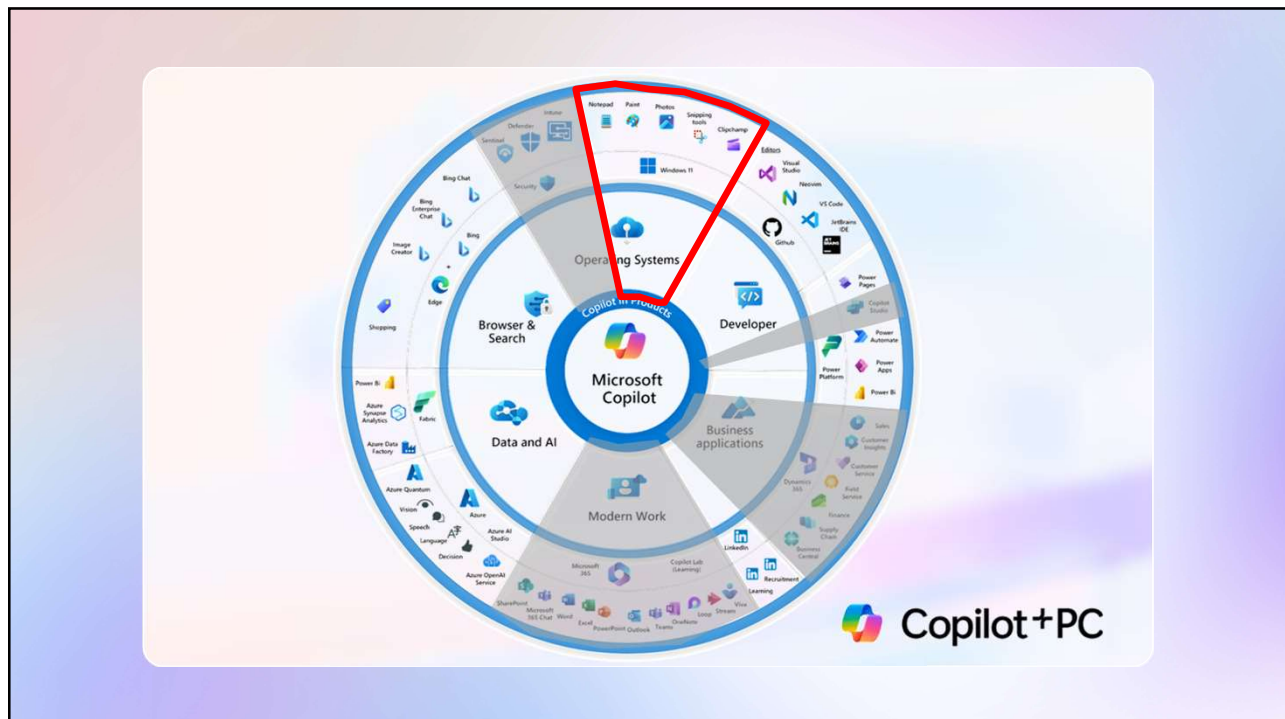 Notepad
Paint
Photos
Snipping
tools
Clipchamp
Windows 11
Operating Systems
Editors
Visual
Studio
Neovim
VS Code
JetBrains
IDE
JET
BRAINS
Github
Developer
Power
Pages
Copilot
Studio
Power
Automate
Power
Apps
Power BI
Power
Platform
Sales
Customer
Insights
Customer
Service
Field
Service
Finance
Supply
Chain
Business
Central
Dynamics
365
Business
applications
LinkedIn
Recruitment
Learning
Copilot Lab
(Learning)
Microsoft
365
Viva
Stream
Loop
OneNote
Teams
Outlook
PowerPoint
Excel
Word
Microsoft
365 Chat
SharePoint
Modern Work
Azure AI
Studio
Azure
Azure OpenAI
Service
Decision
Language
Speech
Vision
Azure Quantum
Azure Data
Factory
Azure
Synapse
Analytics
Power Bi
Fabric
Data and AI
Shopping
Image
Creator
Bing
Enterprise
Chat
Bing Chat
Bing
+
Edge
Browser &
Search
Sentinel
Defender
Intune
Security
Copilot in Products
Microsoft
Copilot
Copilot+PC